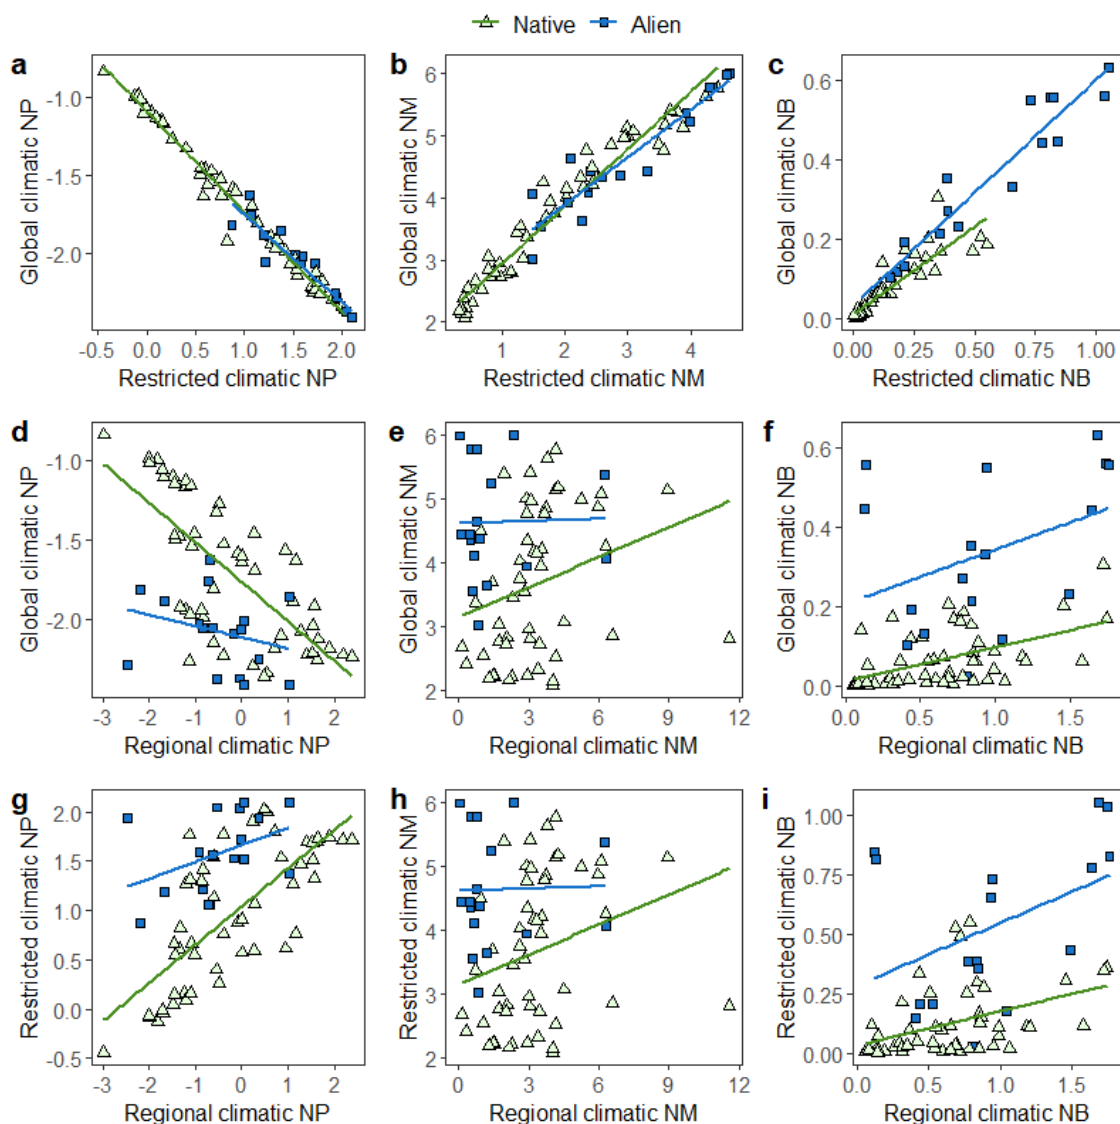 Native Alien
a b c
Global climatic NP
-1.0
-1.5
-2.0
-0.5 0.0 0.5 1.0 1.5 2.0
Restricted climatic NP
Global climatic NM
6
5
4
3
2
1 2 3 4
Restricted climatic NM
Global climatic NB
0.6
0.4
0.2
0.0
0.00 0.25 0.50 0.75 1.00
Restricted climatic NB
d e f
Global climatic NP
-1.0
-1.5
-2.0
-3 -2 -1 0 1 2
Regional climatic NP
Global climatic NM
6
5
4
3
2
0 3 6 9 12
Regional climatic NM
Global climatic NB
0.6
0.4
0.2
0.0
0.0 0.5 1.0 1.5
Regional climatic NB
g h i
Restricted climatic NP
2.0
1.5
1.0
0.5
0.0
-0.5
-3 -2 -1 0 1 2
Regional climatic NP
Restricted climatic NM
6
5
4
3
2
0 3 6 9 12
Regional climatic NM
Restricted climatic NB
1.00
0.75
0.50
0.25
0.00
0.0 0.5 1.0 1.5
Regional climatic NB